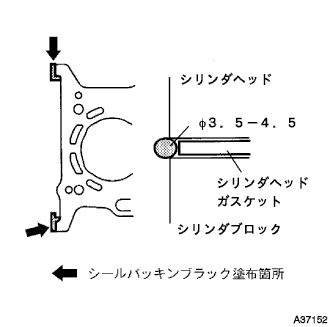 シリンダヘッド
φ3.5－4.5
シリンダヘッド
ガスケット
シリンダブロック
シールパッキンブラック塗布箇所
A37152